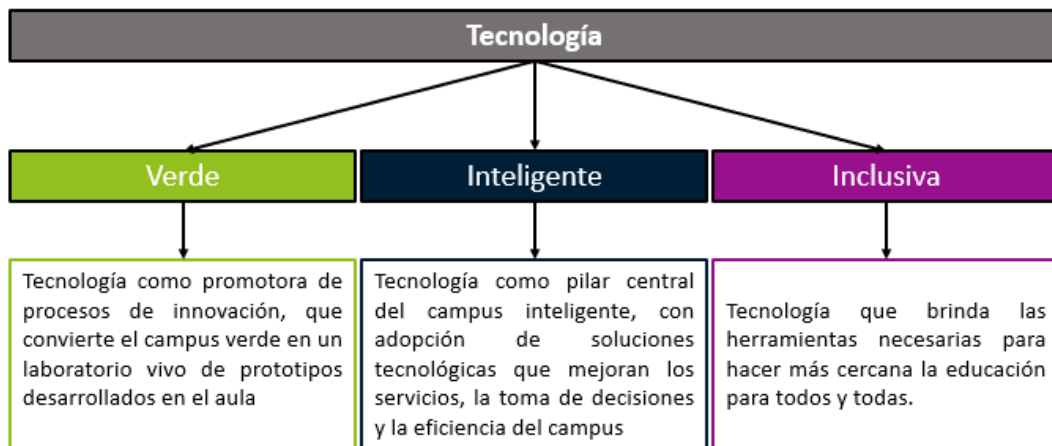 Tecnología
Verde
Inteligente
Inclusiva
Tecnología como promotora de
procesos de innovación, que
convierte el campus verde en un
laboratorio vivo de prototipos
desarrollados en el aula
Tecnología como pilar central
del campus inteligente, con
adopción de soluciones
tecnológicas que mejoran los
servicios, la toma de decisiones
y la eficiencia del campus
Tecnología que brinda las
herramientas necesarias para
hacer más cercana la educación
para todos y todas.